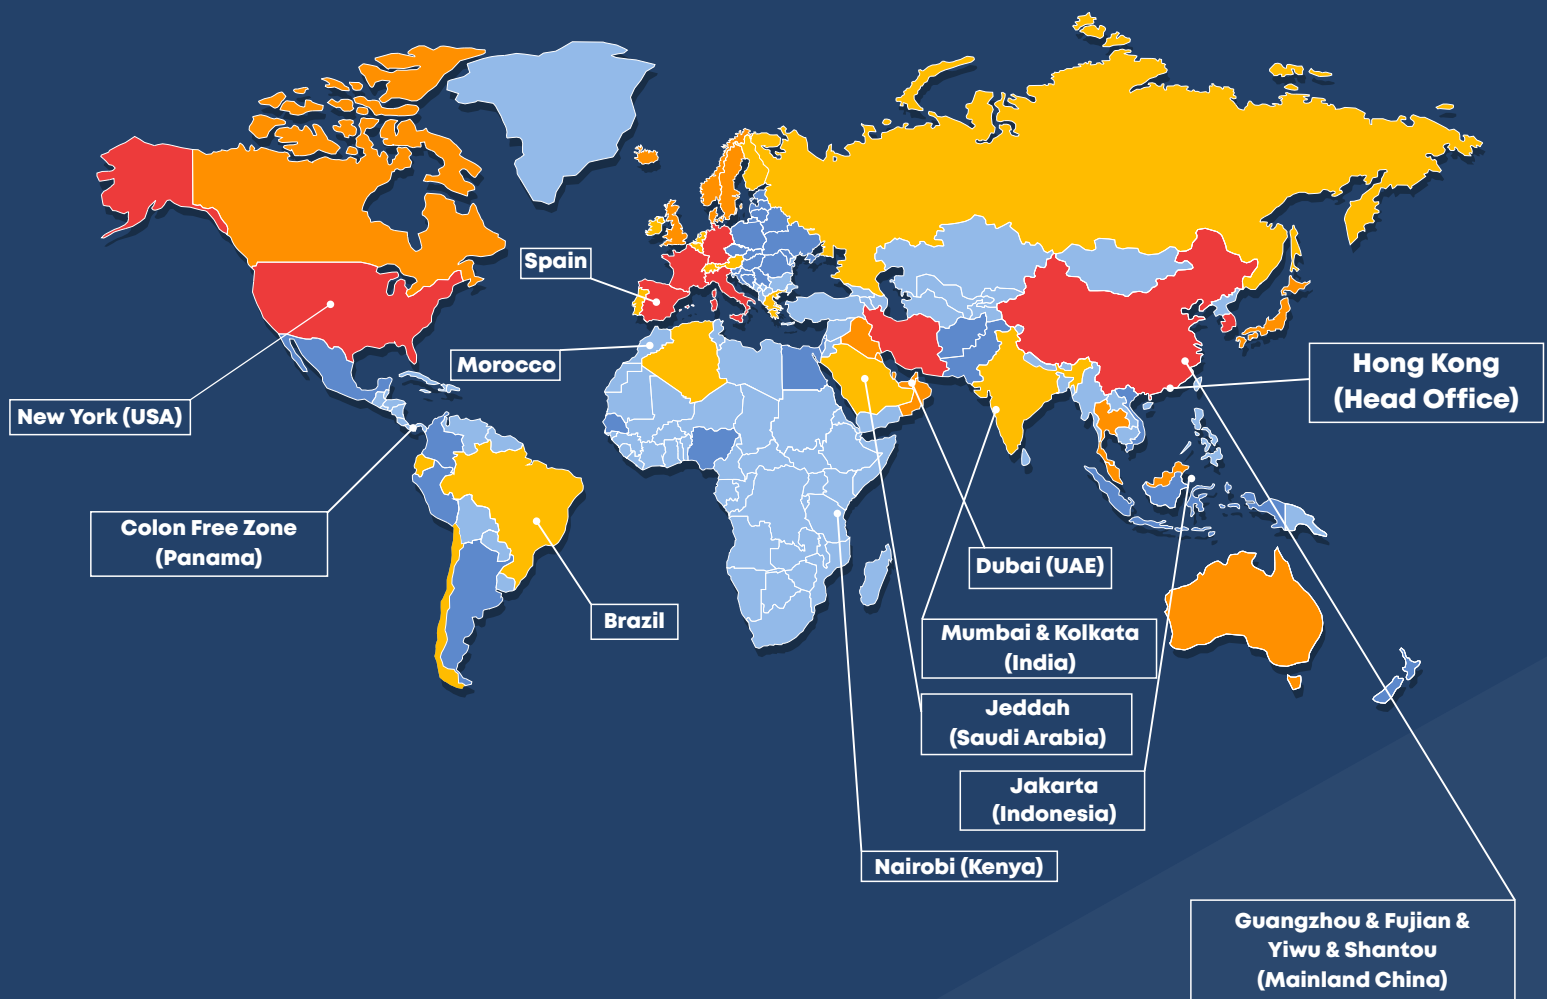 Spain
Morocco
New York (USA)
Hong Kong
(Head Office)
Colon Free Zone
(Panama)
Brazil
Dubai (UAE)
Mumbai & Kolkata
(India)
Jeddah
(Saudi Arabia)
Jakarta
(Indonesia)
Nairobi (Kenya)
Guangzhou & Fujian &
Yiwu & Shantou
(Mainland China)